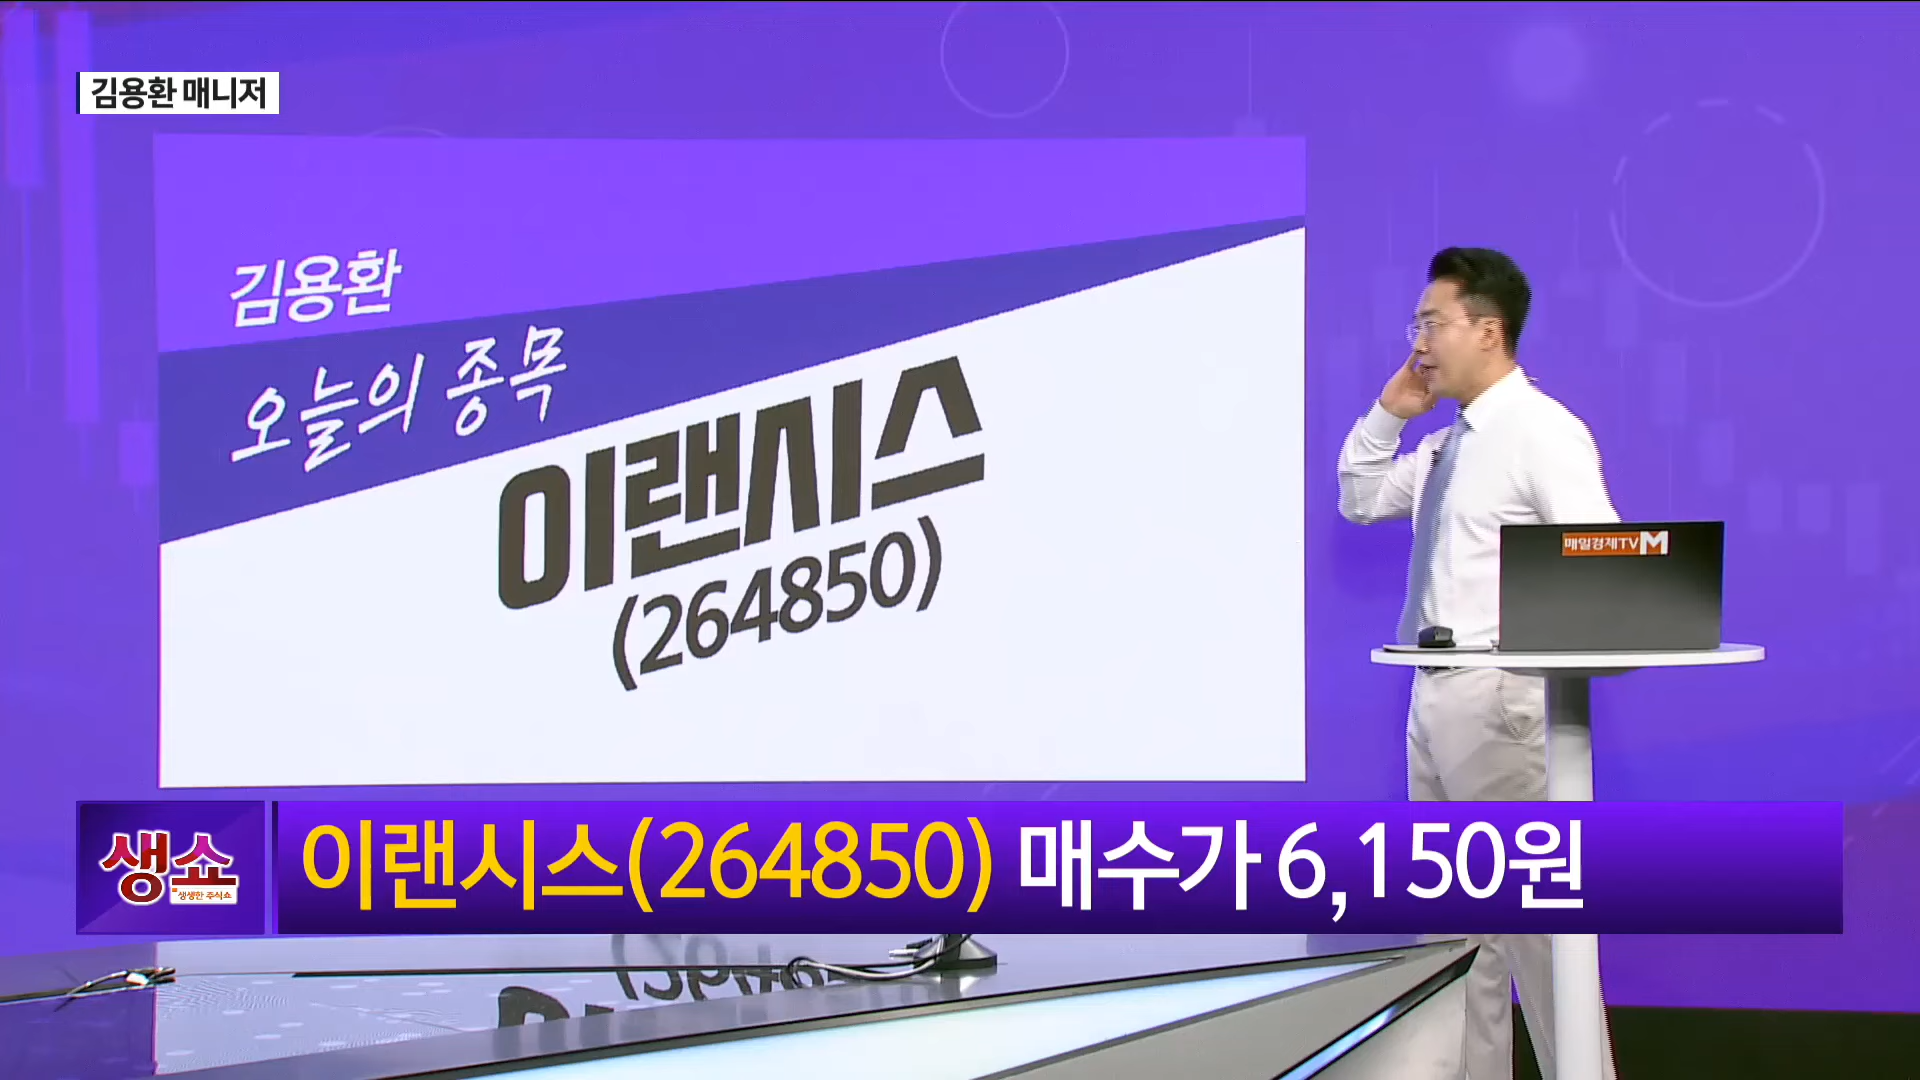 김용환 매니저
김용환
오늘의 종목
이랜시스
(264850)
매일경제TV M
생쇼
생생한 주식쇼
이랜시스(264850) 매수가 6,150원